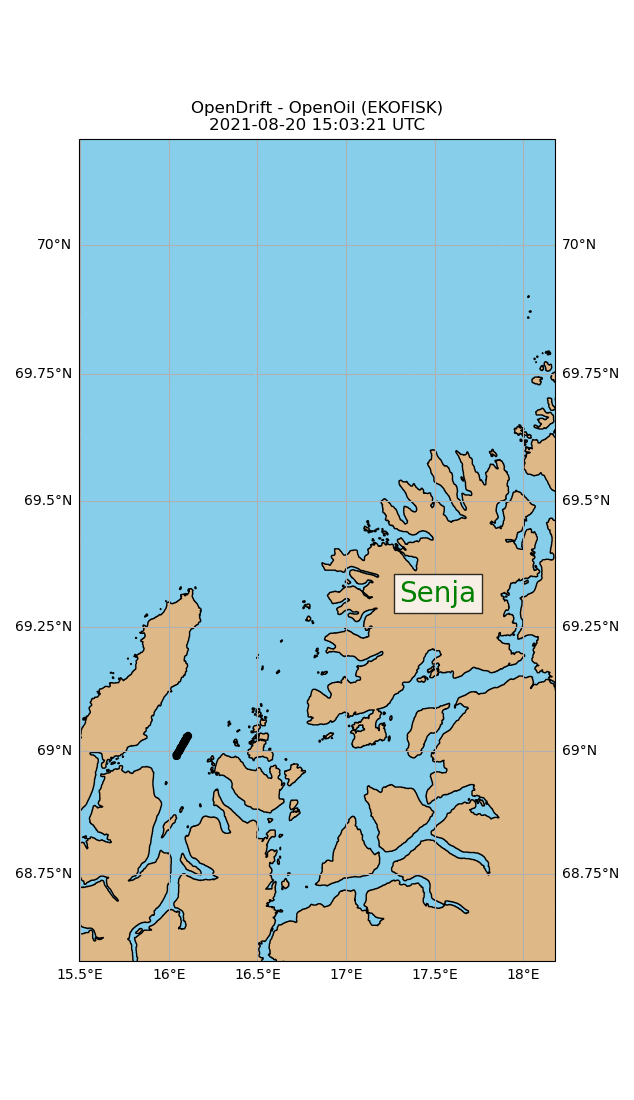 OpenDrift - OpenOil (EKOFISK)
2021-08-20 15:03:21 UTC
70°N 70°N
69.75°N 69.75°N
69.5°N 69.5°N
Senja
69.25°N 69.25°N
69°N 69°N
68.75°N 68.75°N
15.5°E 16°E 16.5°E 17°E 17.5°E 18°E